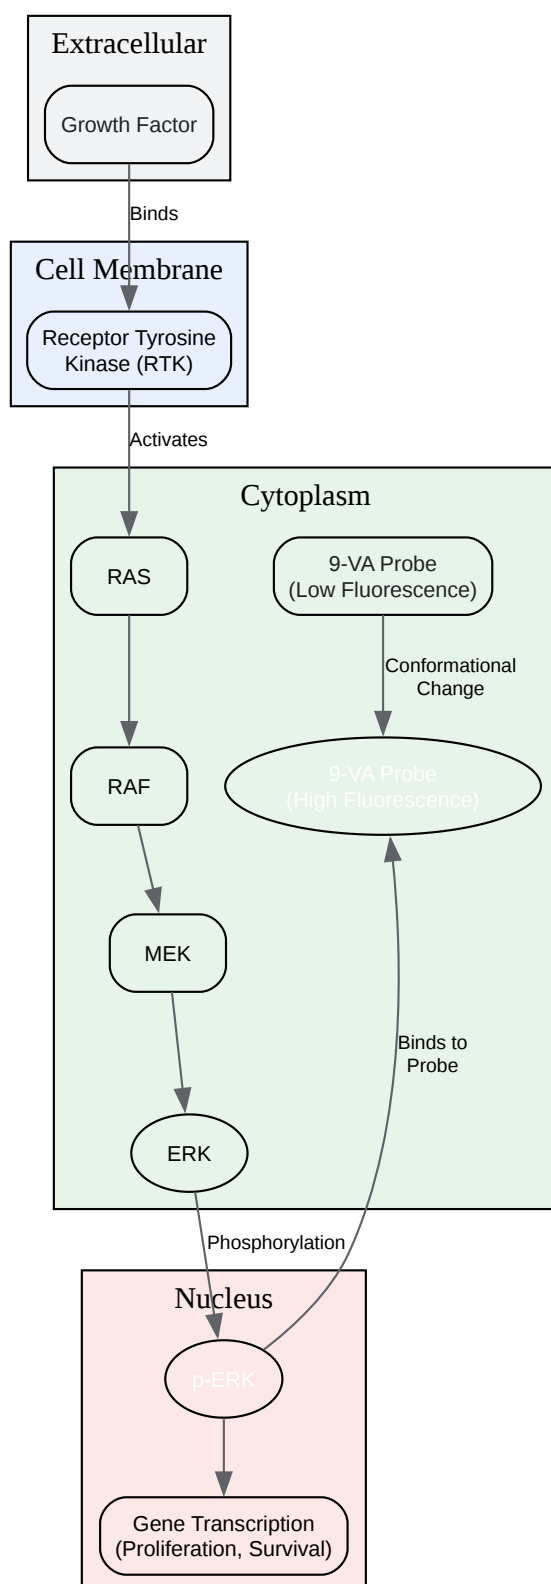 Extracellular
Growth Factor
Binds
Cell Membrane
Receptor Tyrosine
Kinase (RTK)
Activates
Cytoplasm
RAS
9-VA Probe
(Low Fluorescence)
Conformational
Change
RAF
9-VA Probe
(High Fluorescence)
MEK
Binds to
Probe
ERK
Phosphorylation
Nucleus
p-ERK
Gene Transcription
(Proliferation, Survival)